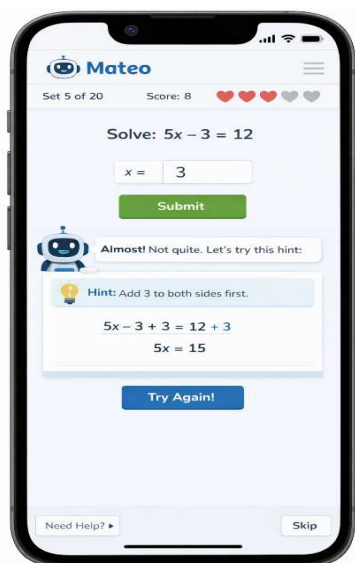 Mateo
Set 5 of 20 Score: 8
Solve: 5x – 3 = 12
x = 3
Submit
Almost! Not quite. Let's try this hint:
Hint: Add 3 to both sides first.
5x – 3 + 3 = 12 + 3
5x = 15
Try Again!
Need Help? ▸ Skip